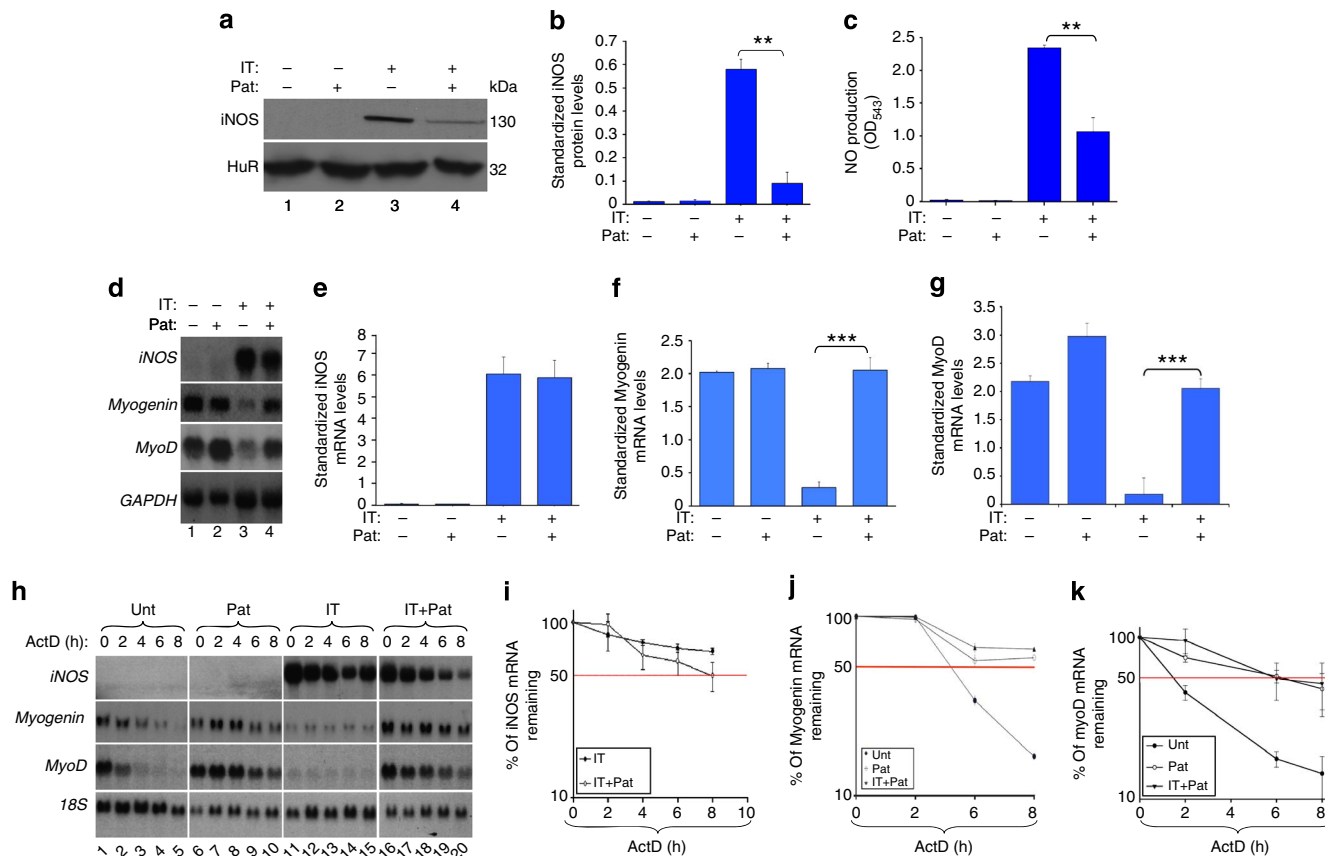 a
IT: – – + +
Pat: – + – + kDa
iNOS 130
HuR 32
1 2 3 4
b
Standardized iNOS
protein levels
0.7
0.6
0.5
0.4
0.3
0.2
0.1
0
**
IT: – – + +
Pat: – + – +
c
NO production
(OD543)
2.5
2.0
1.5
1.0
0.5
0
**
IT: – – + +
Pat: – + – +
d
IT: – – + +
Pat: – + – +
iNOS
Myogenin
MyoD
GAPDH
1 2 3 4
e
Standardized iNOS
mRNA levels
8
7
6
5
4
3
2
1
0
IT: – – + +
Pat: – + – +
f
Standardized Myogenin
mRNA levels
2.5
2.0
1.5
1.0
0.5
0
***
IT: – – + +
Pat: – + – +
g
Standardized MyoD
mRNA levels
3.5
3.0
2.5
2.0
1.5
1.0
0.5
0
***
IT: – – + +
Pat: – + – +
h
Unt Pat IT IT+Pat
ActD (h): 0 2 4 6 8 0 2 4 6 8 0 2 4 6 8 0 2 4 6 8
iNOS
Myogenin
MyoD
18S
1 2 3 4 5 6 7 8 9 10 11 12 13 14 15 16 17 18 19 20
i
% Of iNOS mRNA
remaining
100
50
10
IT
IT+Pat
0 2 4 6 8 10
ActD (h)
j
% Of Myogenin mRNA
remaining
100
50
10
Unt
Pat
IT+Pat
0 2 4 6 8
ActD (h)
k
% Of myoD mRNA
remaining
100
50
10
Unt
Pat
IT+Pat
0 2 4 6 8
ActD (h)